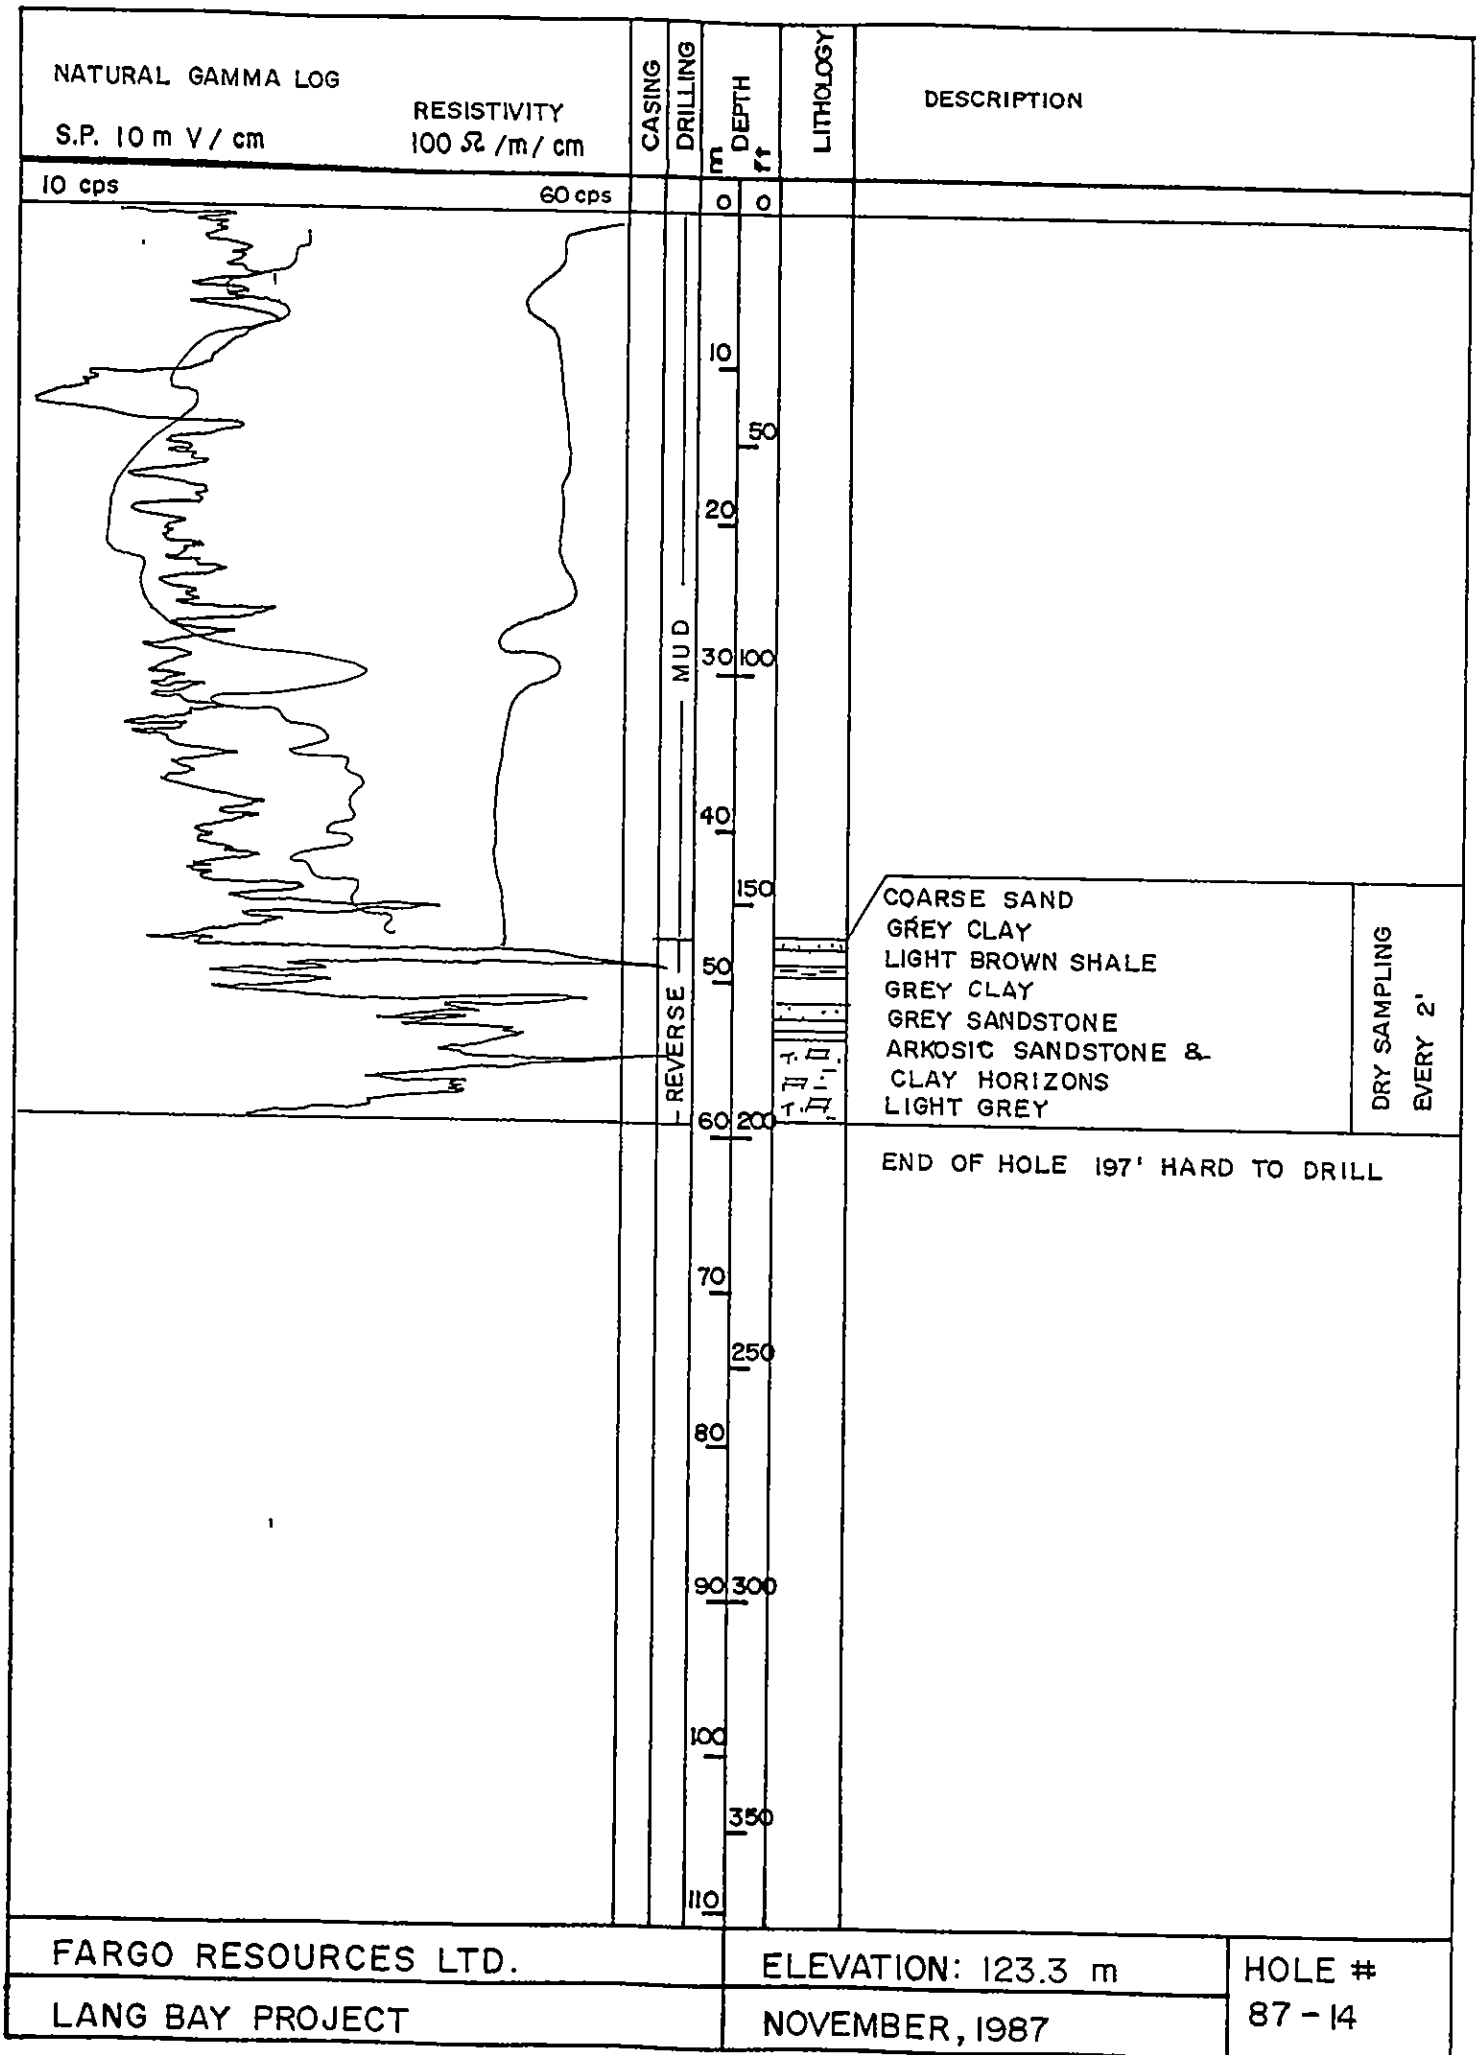 NATURAL GAMMA LOG
S.P. 10 m V / cm
RESISTIVITY
100 Ω /m/ cm
CASING
DRILLING
DEPTH
m
ft
LITHOLOGY
DESCRIPTION
10 cps
60 cps
0 0
10
50
20
MUD
30 100
40
150
50
REVERSE
60 200
70
250
80
90 300
100
350
110
COARSE SAND
GREY CLAY
LIGHT BROWN SHALE
GREY CLAY
GREY SANDSTONE
ARKOSIC SANDSTONE &
CLAY HORIZONS
LIGHT GREY
DRY SAMPLING
EVERY 2'
END OF HOLE 197' HARD TO DRILL
FARGO RESOURCES LTD.
LANG BAY PROJECT
ELEVATION: 123.3 m
NOVEMBER, 1987
HOLE #
87-14